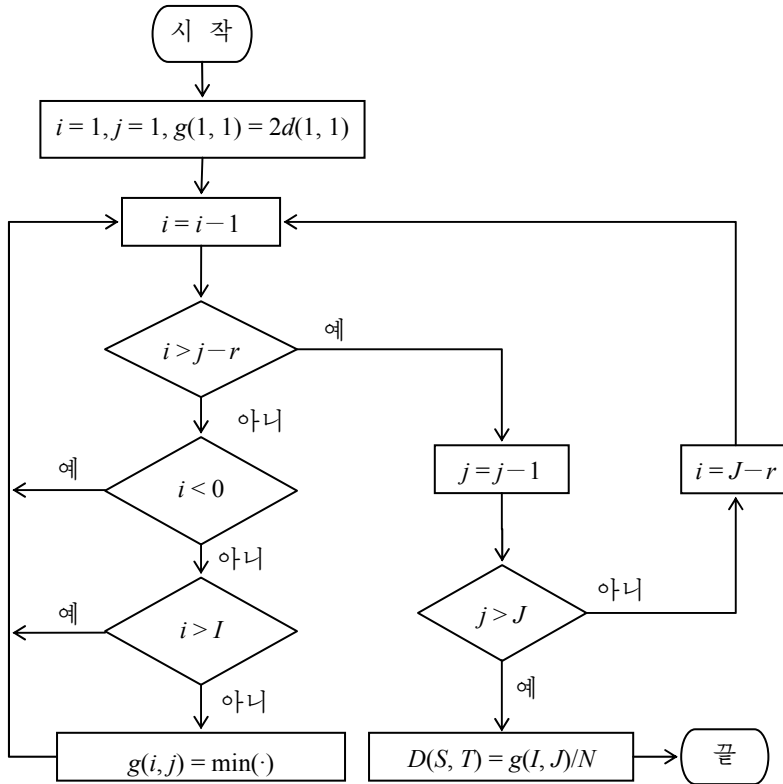 시 작
i = 1, j = 1, g(1, 1) = 2d(1, 1)
i = i－1
i > j－r
예
아니
i < 0
예
아니
i > I
예
아니
g(i, j) = min(·)
j = j－1
i = J－r
j > J
아니
예
D(S, T) = g(I, J)/N
끝